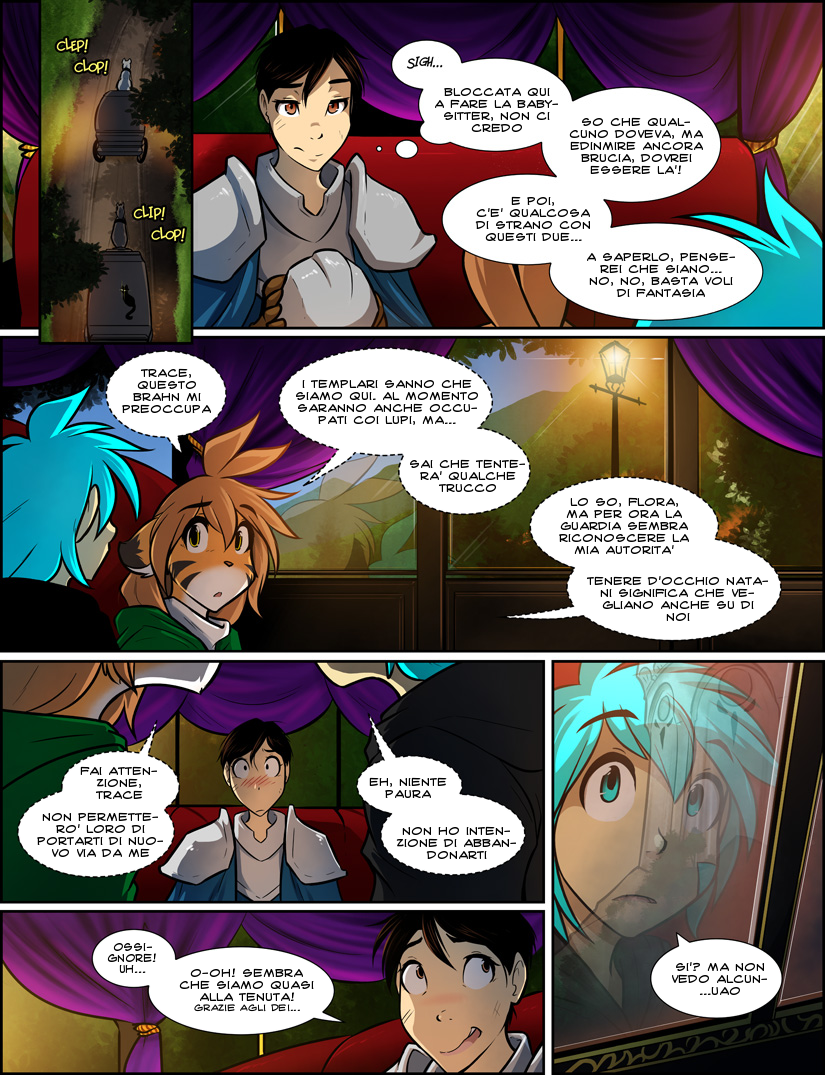 CLEP!
CLOP!
CLIP!
CLOP!
SIGH...
BLOCCATA QUI
A FARE LA BABY-
SITTER, NON CI
CREDO
SO CHE QUAL-
CUNO DOVEVA, MA
EDINMIRE ANCORA
BRUCIA, DOVREI
ESSERE LA'!
E POI,
C'E' QUALCOSA
DI STRANO CON
QUESTI DUE...
A SAPERLO, PENSE-
REI CHE SIANO...
NO, NO, BASTA VOLI
DI FANTASIA
TRACE,
QUESTO
BRAHN MI
PREOCCUPA
I TEMPLARI SANNO CHE
SIAMO QUI. AL MOMENTO
SARANNO ANCHE OCCU-
PATI COI LUPI, MA...
SAI CHE TENTE-
RA' QUALCHE
TRUCCO
LO SO, FLORA,
MA PER ORA LA
GUARDIA SEMBRA
RICONOSCERE LA
MIA AUTORITA'
TENERE D'OCCHIO NATA-
NI SIGNIFICA CHE VE-
GLIANO ANCHE SU DI
NOI
FAI ATTEN-
ZIONE,
TRACE
NON PERMETTE-
RO' LORO DI
PORTARTI DI NUO-
VO VIA DA ME
EH, NIENTE
PAURA
NON HO INTEN-
ZIONE DI ABBAN-
DONARTI
OSSI-
GNORE!
UH...
O-OH! SEMBRA
CHE SIAMO QUASI
ALLA TENUTA!
GRAZIE AGLI DEI...
SI'? MA NON
VEDO ALCUN-
...UAO